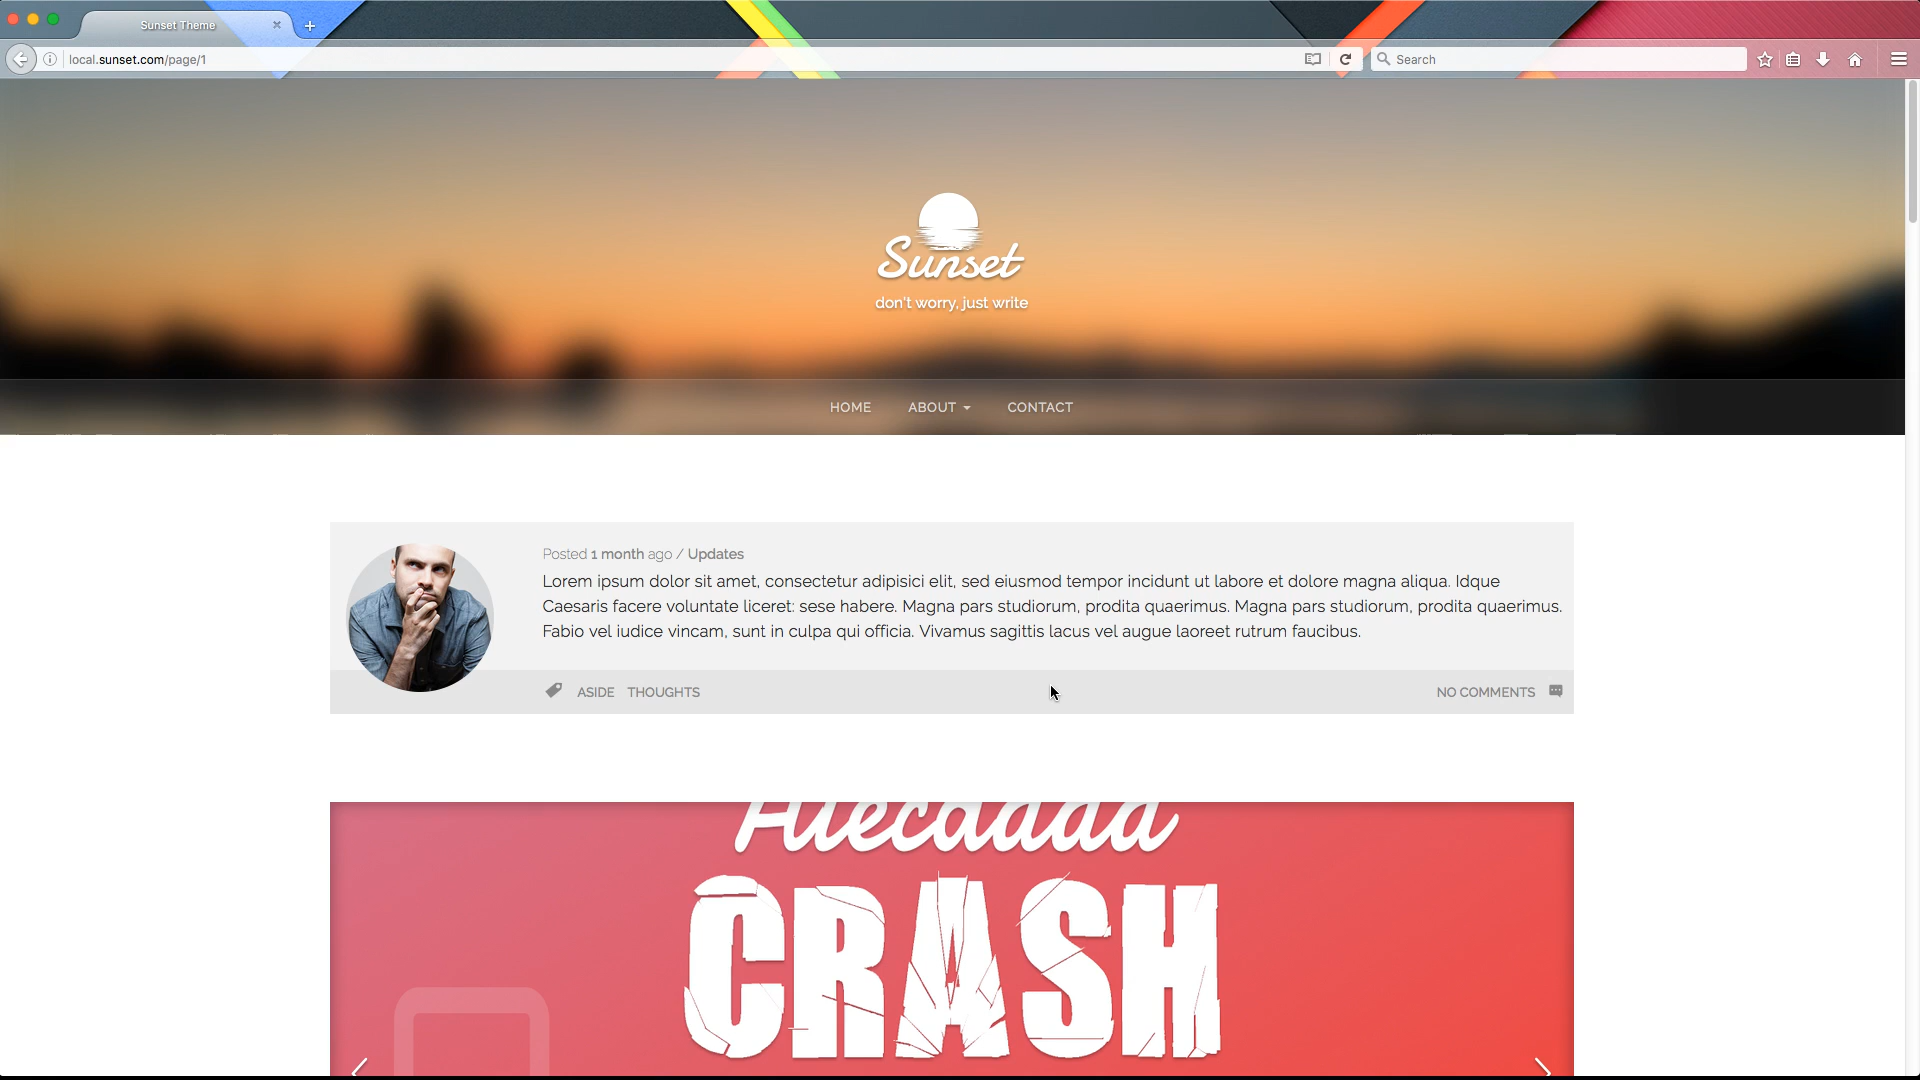 Sunset Theme
local.sunset.com/page/1
Search
Sunset
don't worry, just write
HOME ABOUT CONTACT
Posted 1 month ago / Updates
Lorem ipsum dolor sit amet, consectetur adipisici elit, sed eiusmod tempor incidunt ut labore et dolore magna aliqua. Idque
Caesaris facere voluntate liceret: sese habere. Magna pars studiorum, prodita quaerimus. Magna pars studiorum, prodita quaerimus.
Fabio vel iudice vincam, sunt in culpa qui officia. Vivamus sagittis lacus vel augue laoreet rutrum faucibus.
ASIDE THOUGHTS
NO COMMENTS
Alecaddd
CRASH